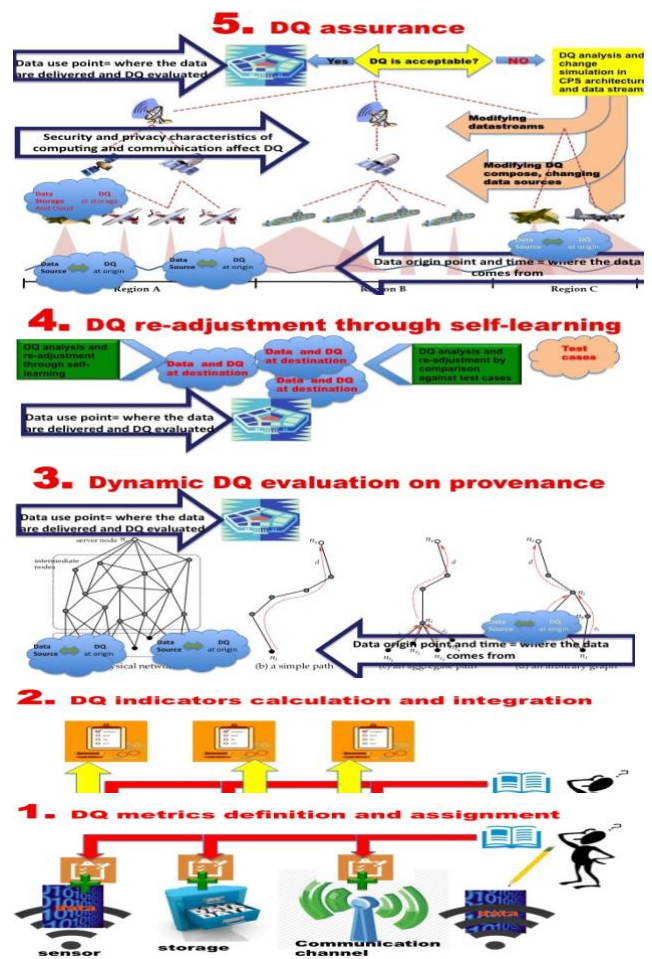 5. DQ assurance
Data use point= where the data
are delivered and DQ evaluated
Yes
DQ is acceptable?
NO
DQ analysis and
change
simulation in
CPS architecture
and data stream
Modifying
datastreams
Security and privacy characteristics of
computing and communication affect DQ
Modifying DQ
compose, changing
data sources
Data DQ
Storage at storage
And Cloud
Data DQ
Source at origin
Data DQ
Source at origin
Data DQ
Source at origin
Data origin point and time = where the data
comes from
Region A
Region B
Region C
4. DQ re-adjustment through self-learning
DQ analysis and
re-adjustment
through self-
learning
Data and DQ
at destination
Data and DQ
at destination
Data and DQ
at destination
DQ analysis and
re-adjustment by
comparison
against test cases
Test
cases
Data use point= where the data
are delivered and DQ evaluated
3. Dynamic DQ evaluation on provenance
Data use point= where the data
are delivered and DQ evaluated
server node
intermediate
nodes
Data DQ
Source at origin
Data DQ
Source at origin
Data DQ
Source at origin
Data origin point and time = where the data
comes from
(b) a simple path
2. DQ indicators calculation and integration
1. DQ metrics definition and assignment
sensor
storage
Communication
channel